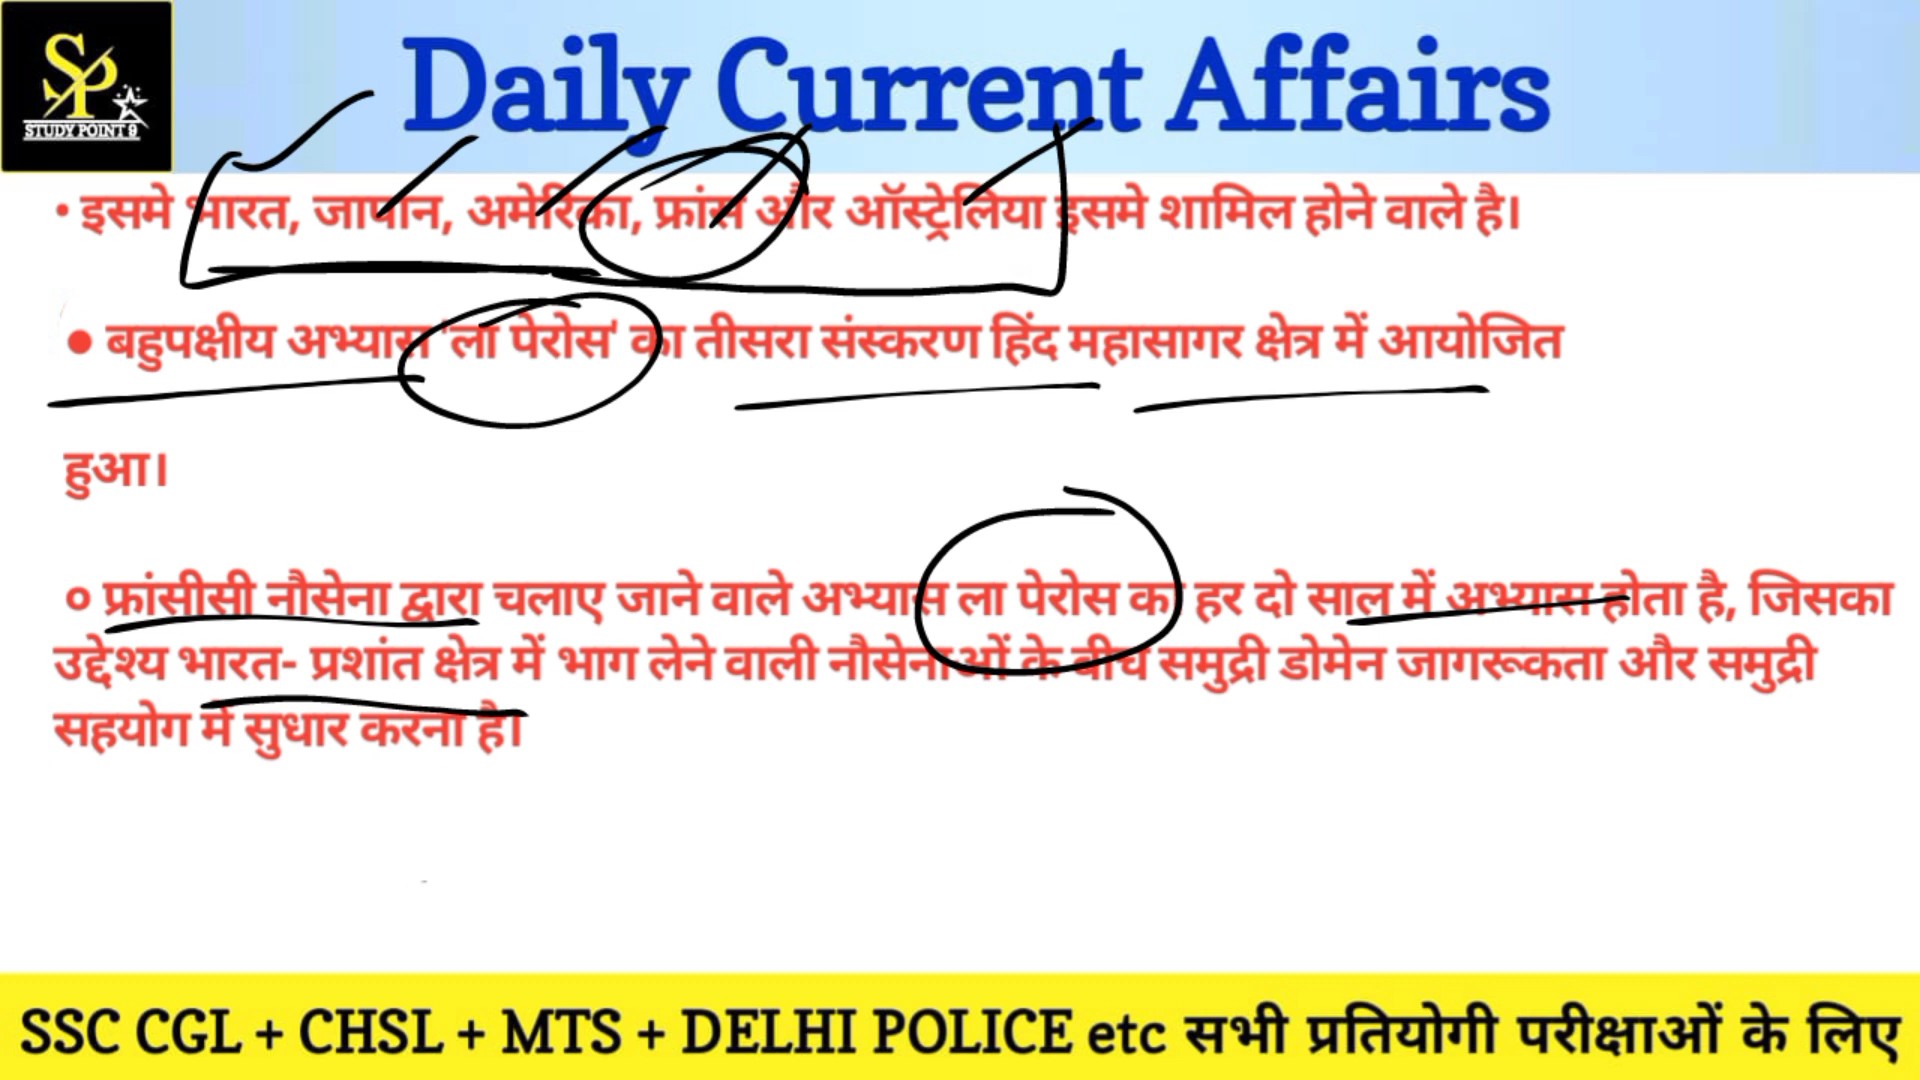 SP
STUDY POINT 9
Daily Current Affairs
• इसमे भारत, जापान, अमेरिका, फ्रांस और ऑस्ट्रेलिया इसमे शामिल होने वाले है।
● बहुपक्षीय अभ्यास 'ला पेरोस' का तीसरा संस्करण हिंद महासागर क्षेत्र में आयोजित
हुआ।
० फ्रांसीसी नौसेना द्वारा चलाए जाने वाले अभ्यास ला पेरोस का हर दो साल में अभ्यास होता है, जिसका
उद्देश्य भारत- प्रशांत क्षेत्र में भाग लेने वाली नौसेनाओं के बीच समुद्री डोमेन जागरूकता और समुद्री
सहयोग में सुधार करना है।
SSC CGL + CHSL + MTS + DELHI POLICE etc सभी प्रतियोगी परीक्षाओं के लिए